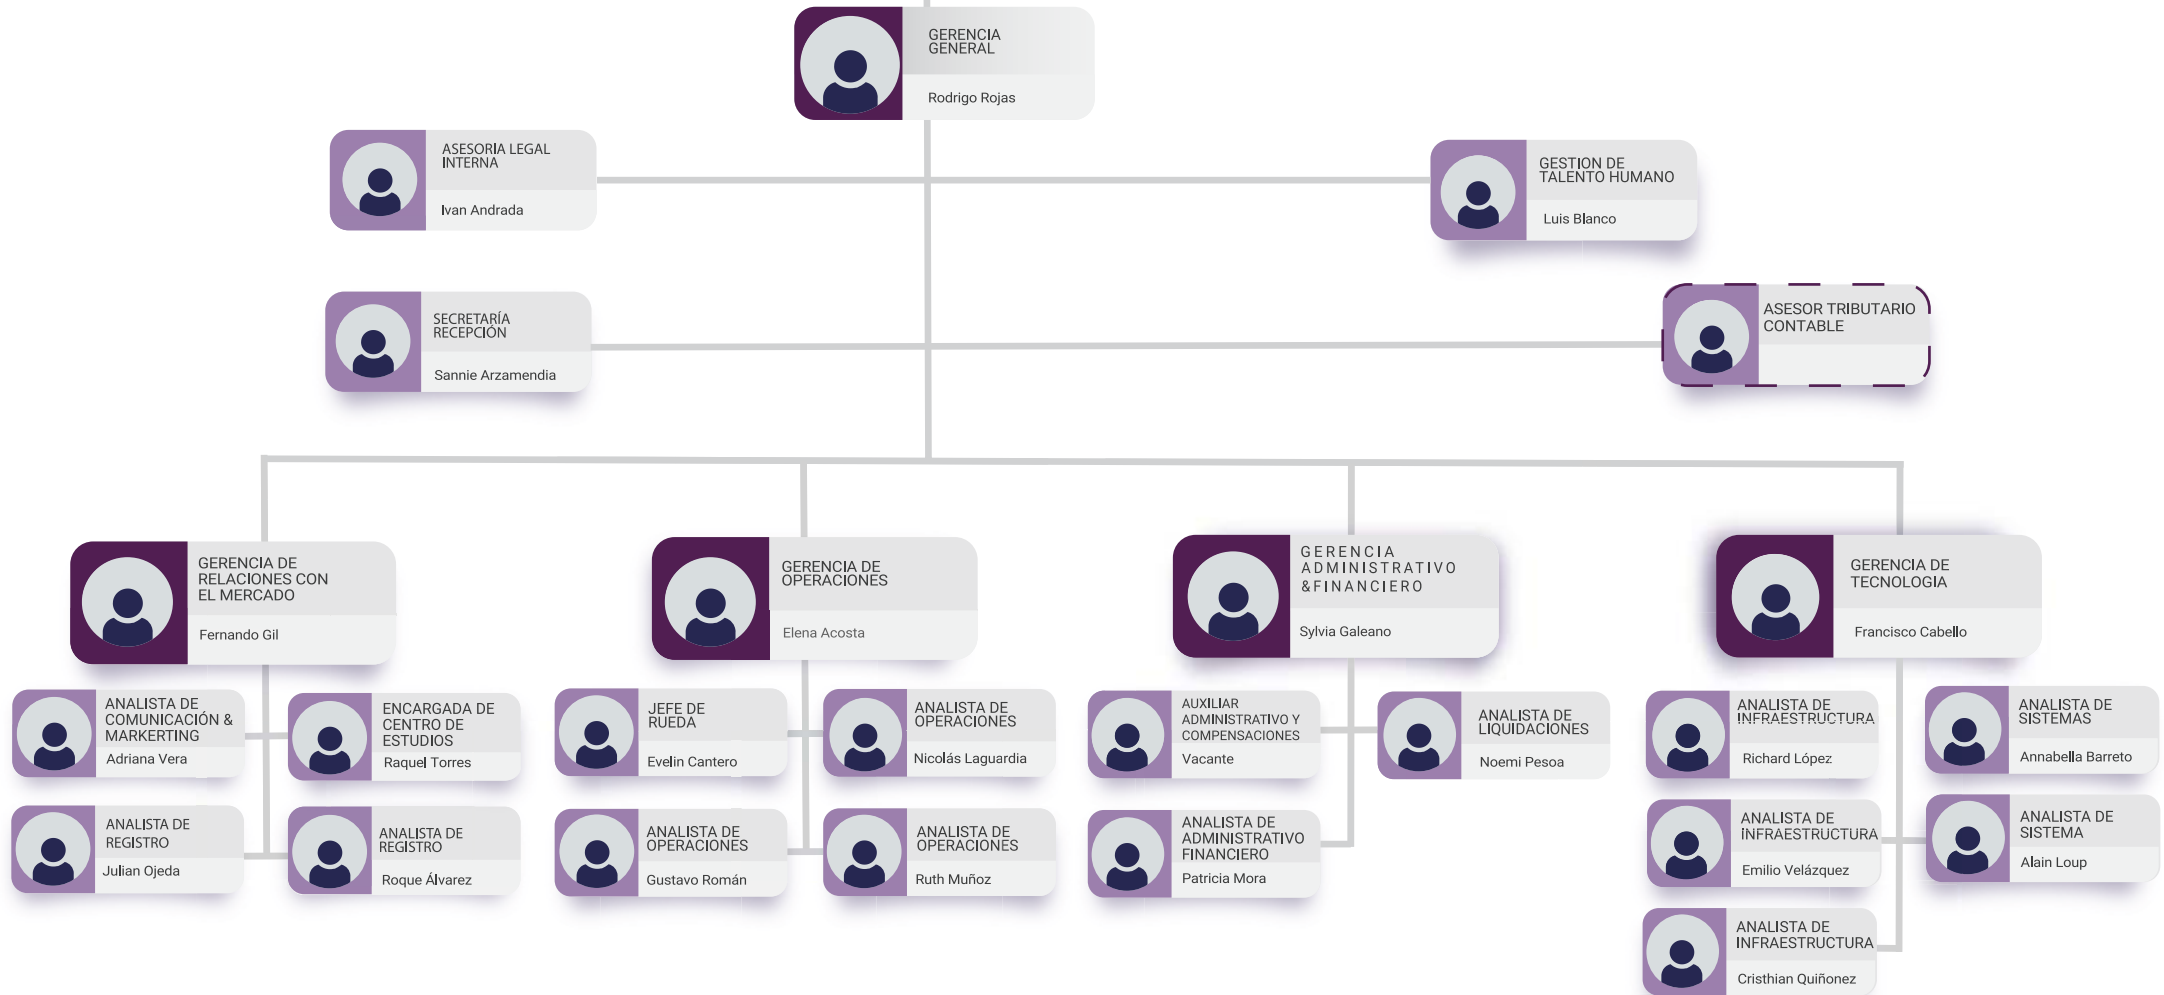 GERENCIA
GENERAL
Rodrigo Rojas
ASESORIA LEGAL
INTERNA
Ivan Andrada
GESTION DE
TALENTO HUMANO
Luis Blanco
SECRETARÍA
RECEPCIÓN
Sannie Arzamendia
ASESOR TRIBUTARIO
CONTABLE
GERENCIA DE
RELACIONES CON
EL MERCADO
Fernando Gil
GERENCIA DE
OPERACIONES
Elena Acosta
GERENCIA
ADMINISTRATIVO
&FINANCIERO
Sylvia Galeano
GERENCIA DE
TECNOLOGIA
Francisco Cabello
ANALISTA DE
COMUNICACIÓN &
MARKERTING
Adriana Vera
ENCARGADA DE
CENTRO DE
ESTUDIOS
Raquel Torres
JEFE DE
RUEDA
Evelin Cantero
ANALISTA DE
OPERACIONES
Nicolás Laguardia
AUXILIAR
ADMINISTRATIVO Y
COMPENSACIONES
Vacante
ANALISTA DE
LIQUIDACIONES
Noemi Pesoa
ANALISTA DE
INFRAESTRUCTURA
Richard López
ANALISTA DE
SISTEMAS
Annabella Barreto
ANALISTA DE
REGISTRO
Julian Ojeda
ANALISTA DE
REGISTRO
Roque Álvarez
ANALISTA DE
OPERACIONES
Gustavo Román
ANALISTA DE
OPERACIONES
Ruth Muñoz
ANALISTA DE
ADMINISTRATIVO
FINANCIERO
Patricia Mora
ANALISTA DE
INFRAESTRUCTURA
Emilio Velázquez
ANALISTA DE
SISTEMA
Alain Loup
ANALISTA DE
INFRAESTRUCTURA
Cristhian Quiñonez